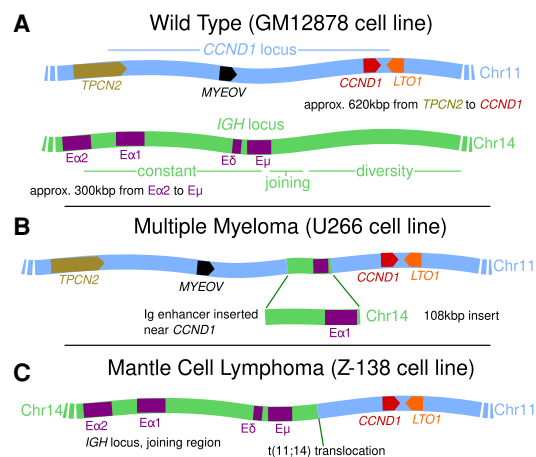 A
Wild Type (GM12878 cell line)
CCND1 locus
Chr11
TPCN2
MYEOV
CCND1
LTO1
approx. 620kbp from TPCN2 to CCND1
IGH locus
Chr14
Eα2
Eα1
Eδ
Eμ
constant
joining
diversity
approx. 300kbp from Eα2 to Eμ
B
Multiple Myeloma (U266 cell line)
Chr11
TPCN2
MYEOV
CCND1
LTO1
Ig enhancer inserted
near CCND1
Chr14
108kbp insert
Eα1
C
Mantle Cell Lymphoma (Z-138 cell line)
Chr14
Chr11
Eα2
Eα1
Eδ
Eμ
CCND1
LTO1
IGH locus, joining region
t(11;14) translocation